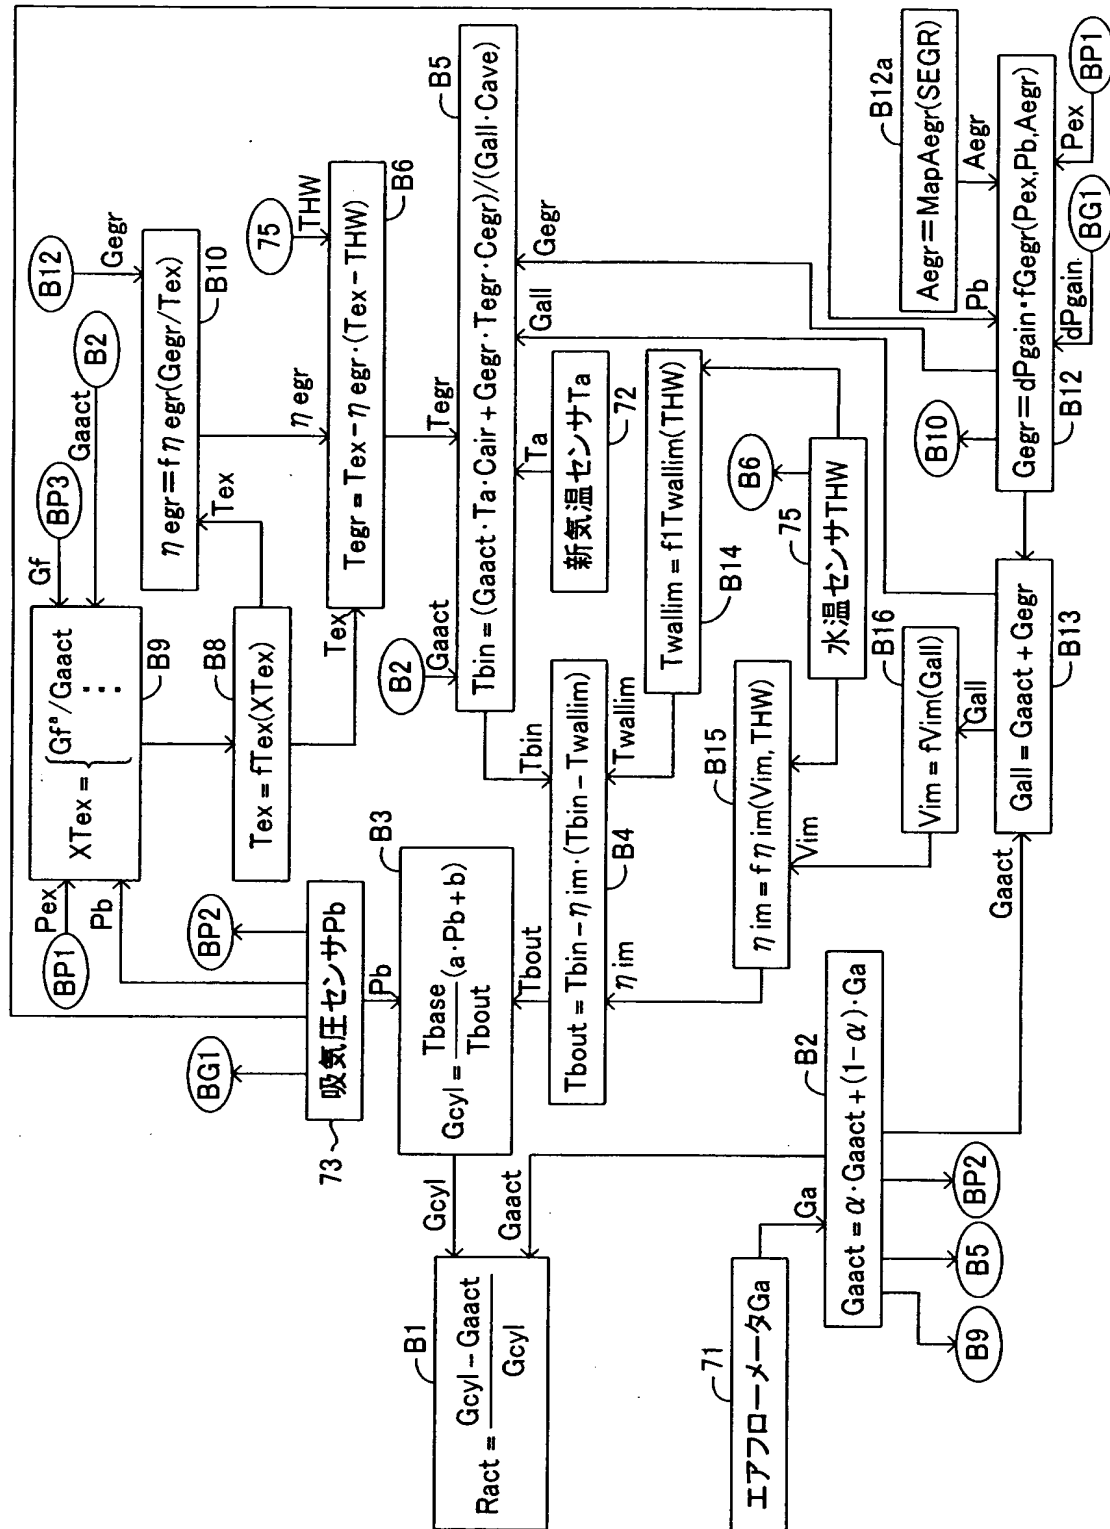 BP1
Pex
Pb
XTex = { Gfᵃ/Gaact
⋮
B9
Gf
BP3
Gaact
B2
B12
Gegr
ηegr=fηegr(Gegr/Tex)
B10
Tex
Tex=fTex(XTex)
B8
Tex
ηegr
75
THW
Tegr=Tex-ηegr·(Tex-THW)
B6
Tegr
BG1
BP2
吸気圧センサPb
73
Pb
Gcyl= Tbase/Tbout (a·Pb+b)
B3
Gcyl
Gaact
Ract= Gcyl-Gaact / Gcyl
B1
Tbout
Tbout=Tbin-ηim·(Tbin-Twallim)
B4
Tbin
B2
Gaact
Tbin=(Gaact·Ta·Cair+Gegr·Tegr·Cegr)/(Gall·Cave)
B5
Ta
新気温センサTa
72
Gall
Gegr
Twallim
Twallim=f1Twallim(THW)
B14
ηim
ηim=fηim(Vim,THW)
B15
B6
水温センサTHW
75
Vim
Vim=fVim(Gall)
B16
Gall
Gall=Gaact+Gegr
B13
Gaact
エアフローメータGa
71
Ga
Gaact=α·Gaact+(1-α)·Ga
B2
B9
B5
BP2
B10
Gegr=dPgain·fGegr(Pex,Pb,Aegr)
B12
Pb
Aegr
Aegr=MapAegr(SEGR)
B12a
dPgain
BG1
Pex
BP1